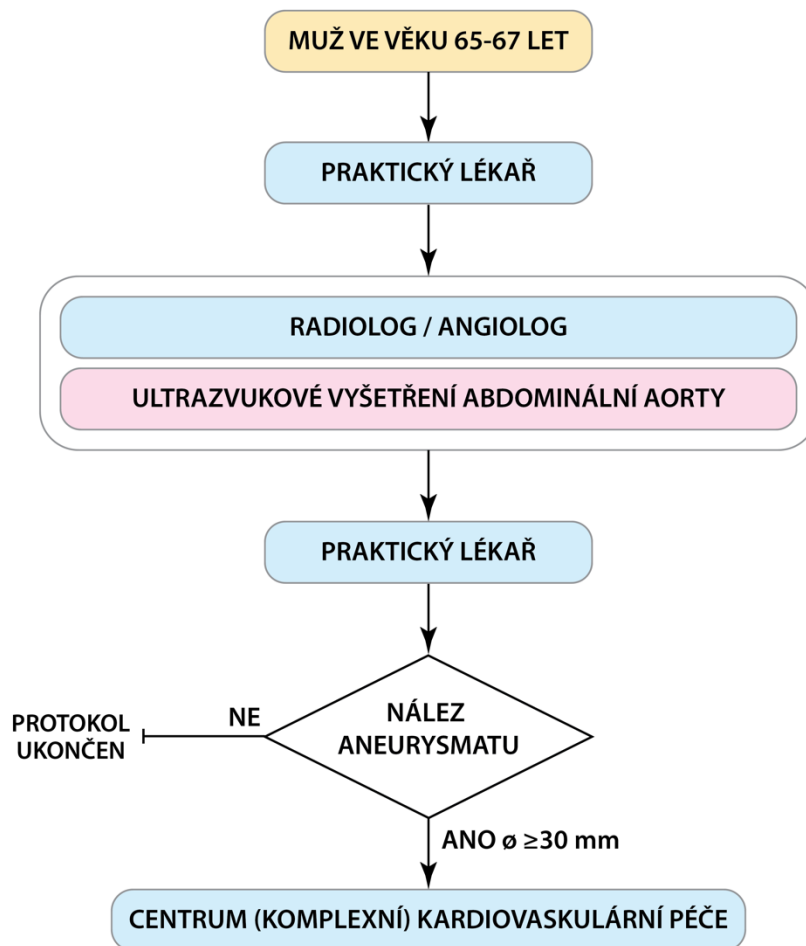 MUŽ VE VĚKU 65-67 LET
PRAKTICKÝ LÉKAŘ
RADIOLOG / ANGIOLOG
ULTRAZVUKOVÉ VYŠETŘENÍ ABDOMINÁLNÍ AORTY
PRAKTICKÝ LÉKAŘ
NÁLEZ
ANEURYSMATU
NE
PROTOKOL
UKONČEN
ANO ø ≥30 mm
CENTRUM (KOMPLEXNÍ) KARDIOVASKULÁRNÍ PÉČE